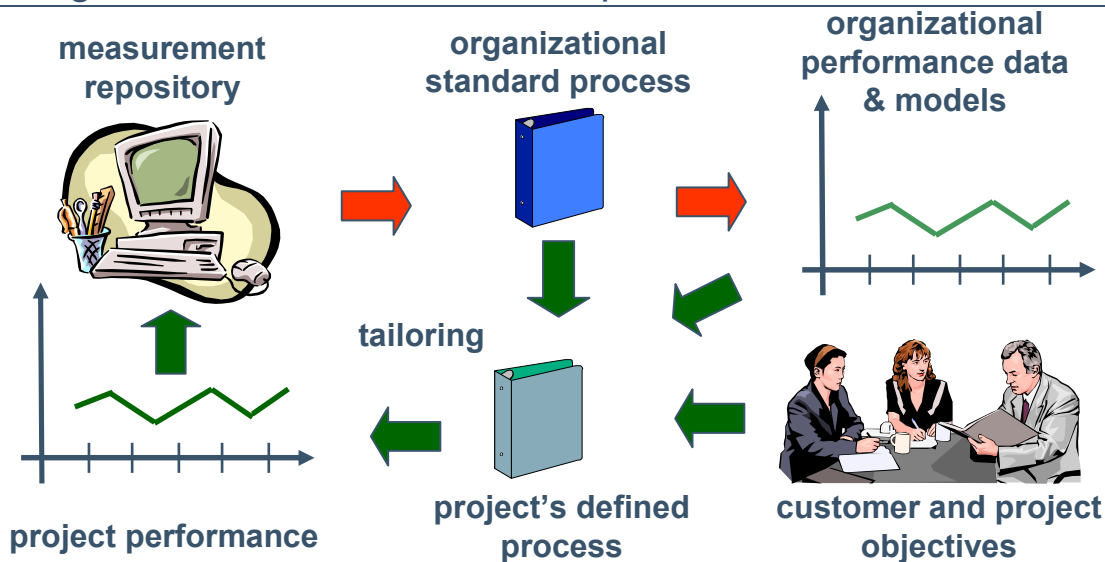 measurement
repository
organizational
standard process
organizational
performance data
& models
tailoring
project performance
project's defined
process
customer and project
objectives